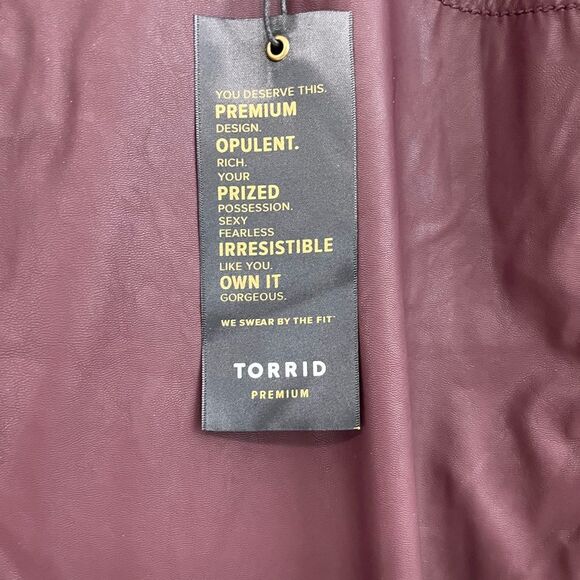 YOU DESERVE THIS.
PREMIUM
DESIGN.
OPULENT.
RICH.
YOUR
PRIZED
POSSESSION.
SEXY
FEARLESS
IRRESISTIBLE
LIKE YOU.
OWN IT
GORGEOUS.
WE SWEAR BY THE FIT™
TORRID
PREMIUM